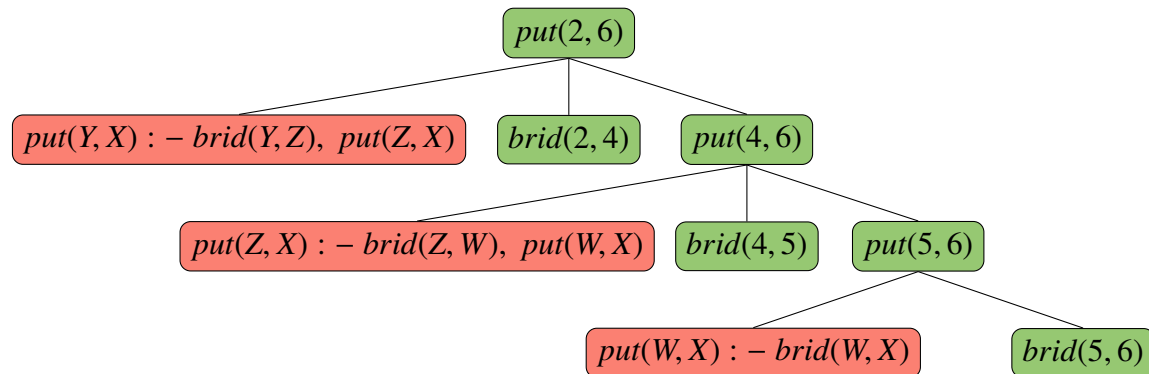 put(2, 6)
put(Y, X) : − brid(Y, Z), put(Z, X)
brid(2, 4)
put(4, 6)
put(Z, X) : − brid(Z, W), put(W, X)
brid(4, 5)
put(5, 6)
put(W, X) : − brid(W, X)
brid(5, 6)